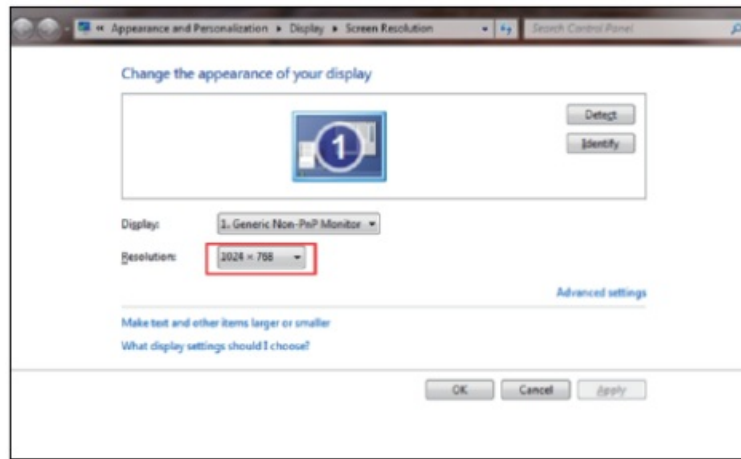 « Appearance and Personalization ▸ Display ▸ Screen Resolution Search Control Panel
Change the appearance of your display
1
Detect
Identify
Display: 1. Generic Non-PnP Monitor
Resolution: 1024 × 768
Advanced settings
Make text and other items larger or smaller
What display settings should I choose?
OK Cancel Apply